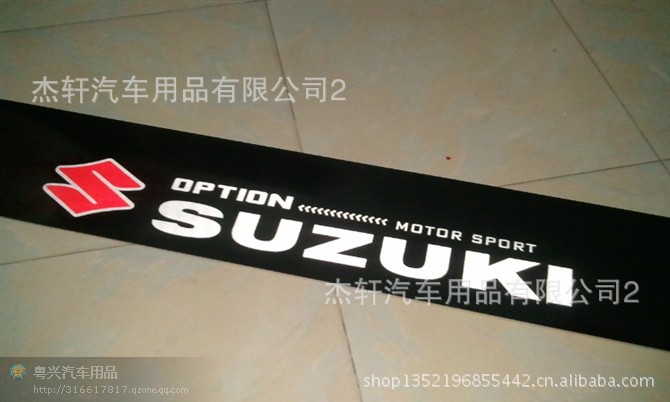 杰轩汽车用品有限公司2
OPTION
‹‹‹‹‹‹‹‹‹‹‹‹‹‹ MOTOR SPORT
SUZUKI
杰轩汽车用品有限公司2
粤兴汽车用品
http://316617817.qzone.qq.com
shop1352196855442.cn.alibaba.com